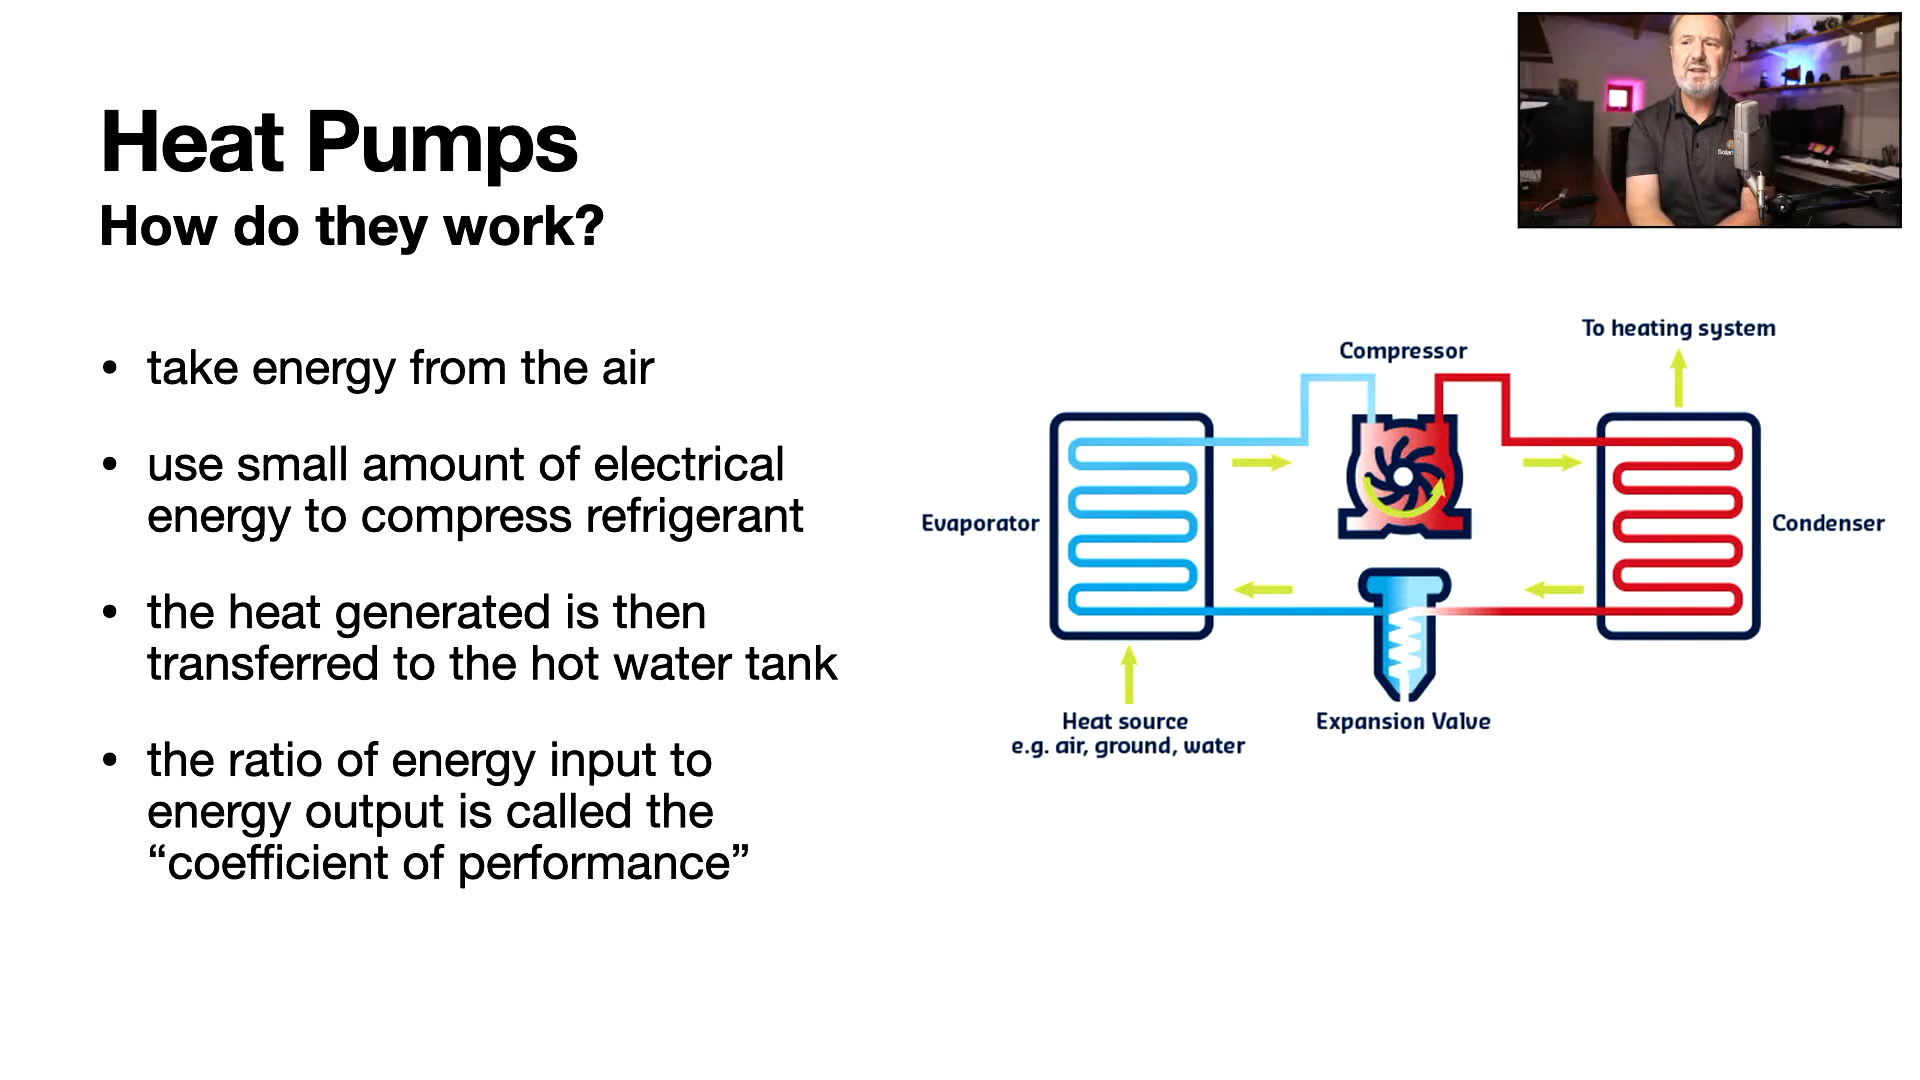 Heat Pumps
How do they work?
• take energy from the air
• use small amount of electrical
energy to compress refrigerant
• the heat generated is then
transferred to the hot water tank
• the ratio of energy input to
energy output is called the
“coefficient of performance”
To heating system
Compressor
Evaporator
Condenser
Heat source
e.g. air, ground, water
Expansion Valve